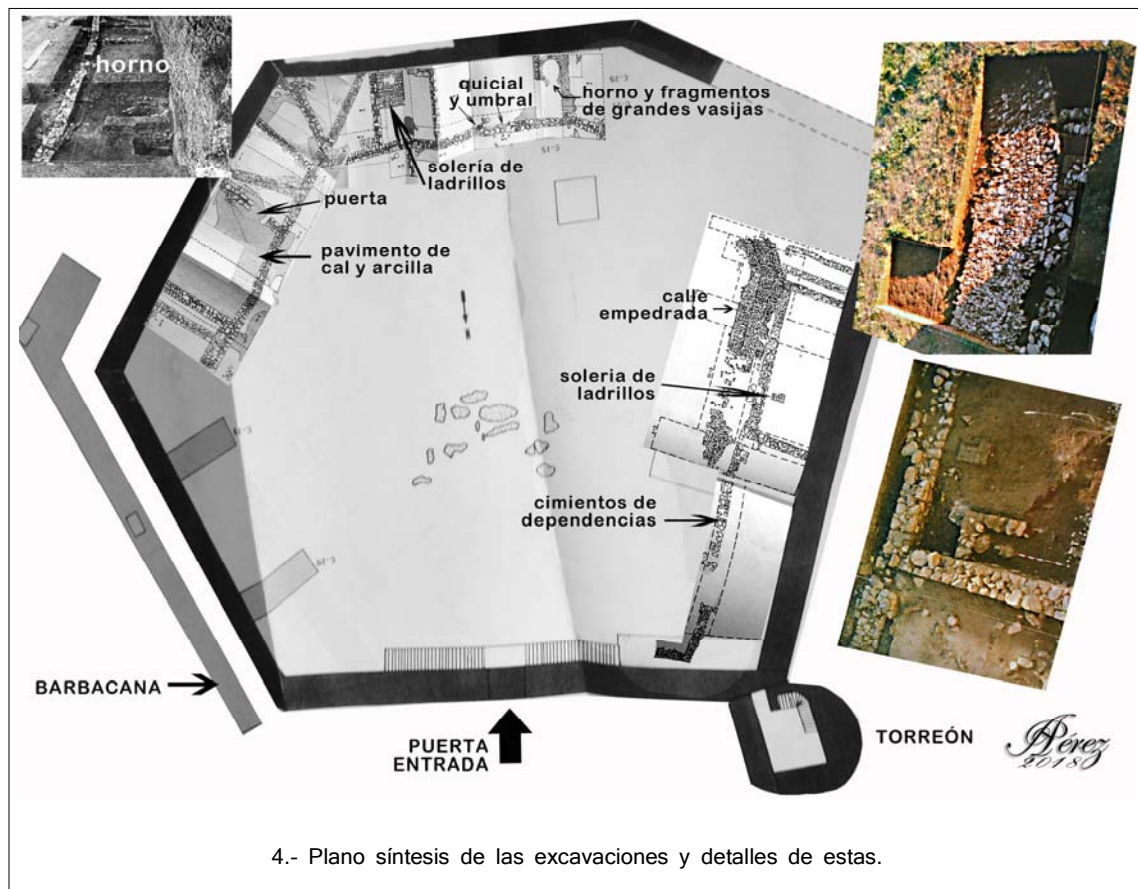 horno
quicial
y umbral
horno y fragmentos
de grandes vasijas
solería de
ladrillos
puerta
pavimento de
cal y arcilla
calle
empedrada
soleria de
ladrillos
cimientos de
dependencias
BARBACANA
PUERTA
ENTRADA
TORREÓN
Pérez
2018
4.- Plano síntesis de las excavaciones y detalles de estas.